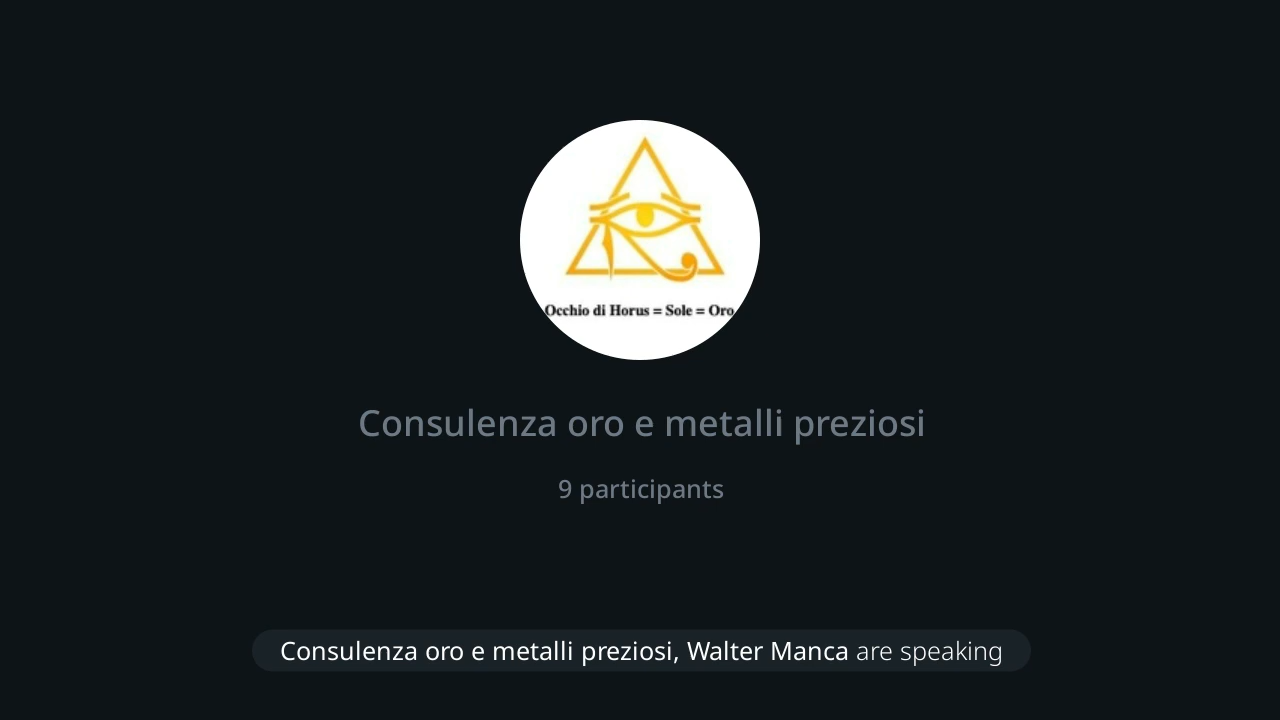 Occhio di Horus = Sole = Oro
Consulenza oro e metalli preziosi
9 participants
Consulenza oro e metalli preziosi, Walter Manca are speaking